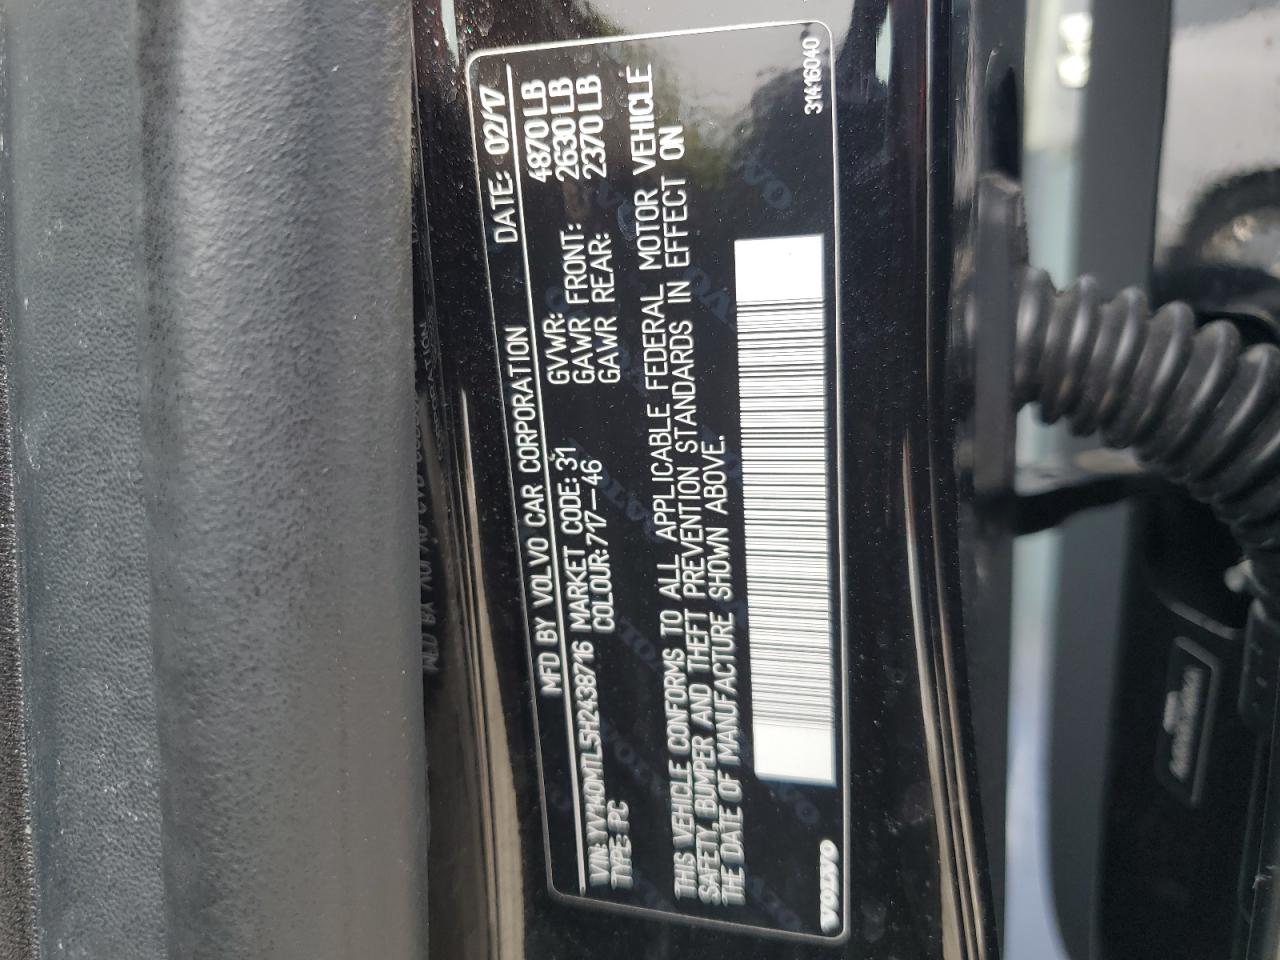 MFD BY VOLVO CAR CORPORATION DATE: 02/17
VIN: YV140MTL5H2438716 MARKET CODE: 31 GVWR: 4870 LB
TYPE: PC COLOUR: 717-46 GAWR FRONT: 2630 LB
GAWR REAR: 2370 LB
THIS VEHICLE CONFORMS TO ALL APPLICABLE FEDERAL MOTOR VEHICLE
SAFETY, BUMPER AND THEFT PREVENTION STANDARDS IN EFFECT ON
THE DATE OF MANUFACTURE SHOWN ABOVE.
VOLVO
31416040